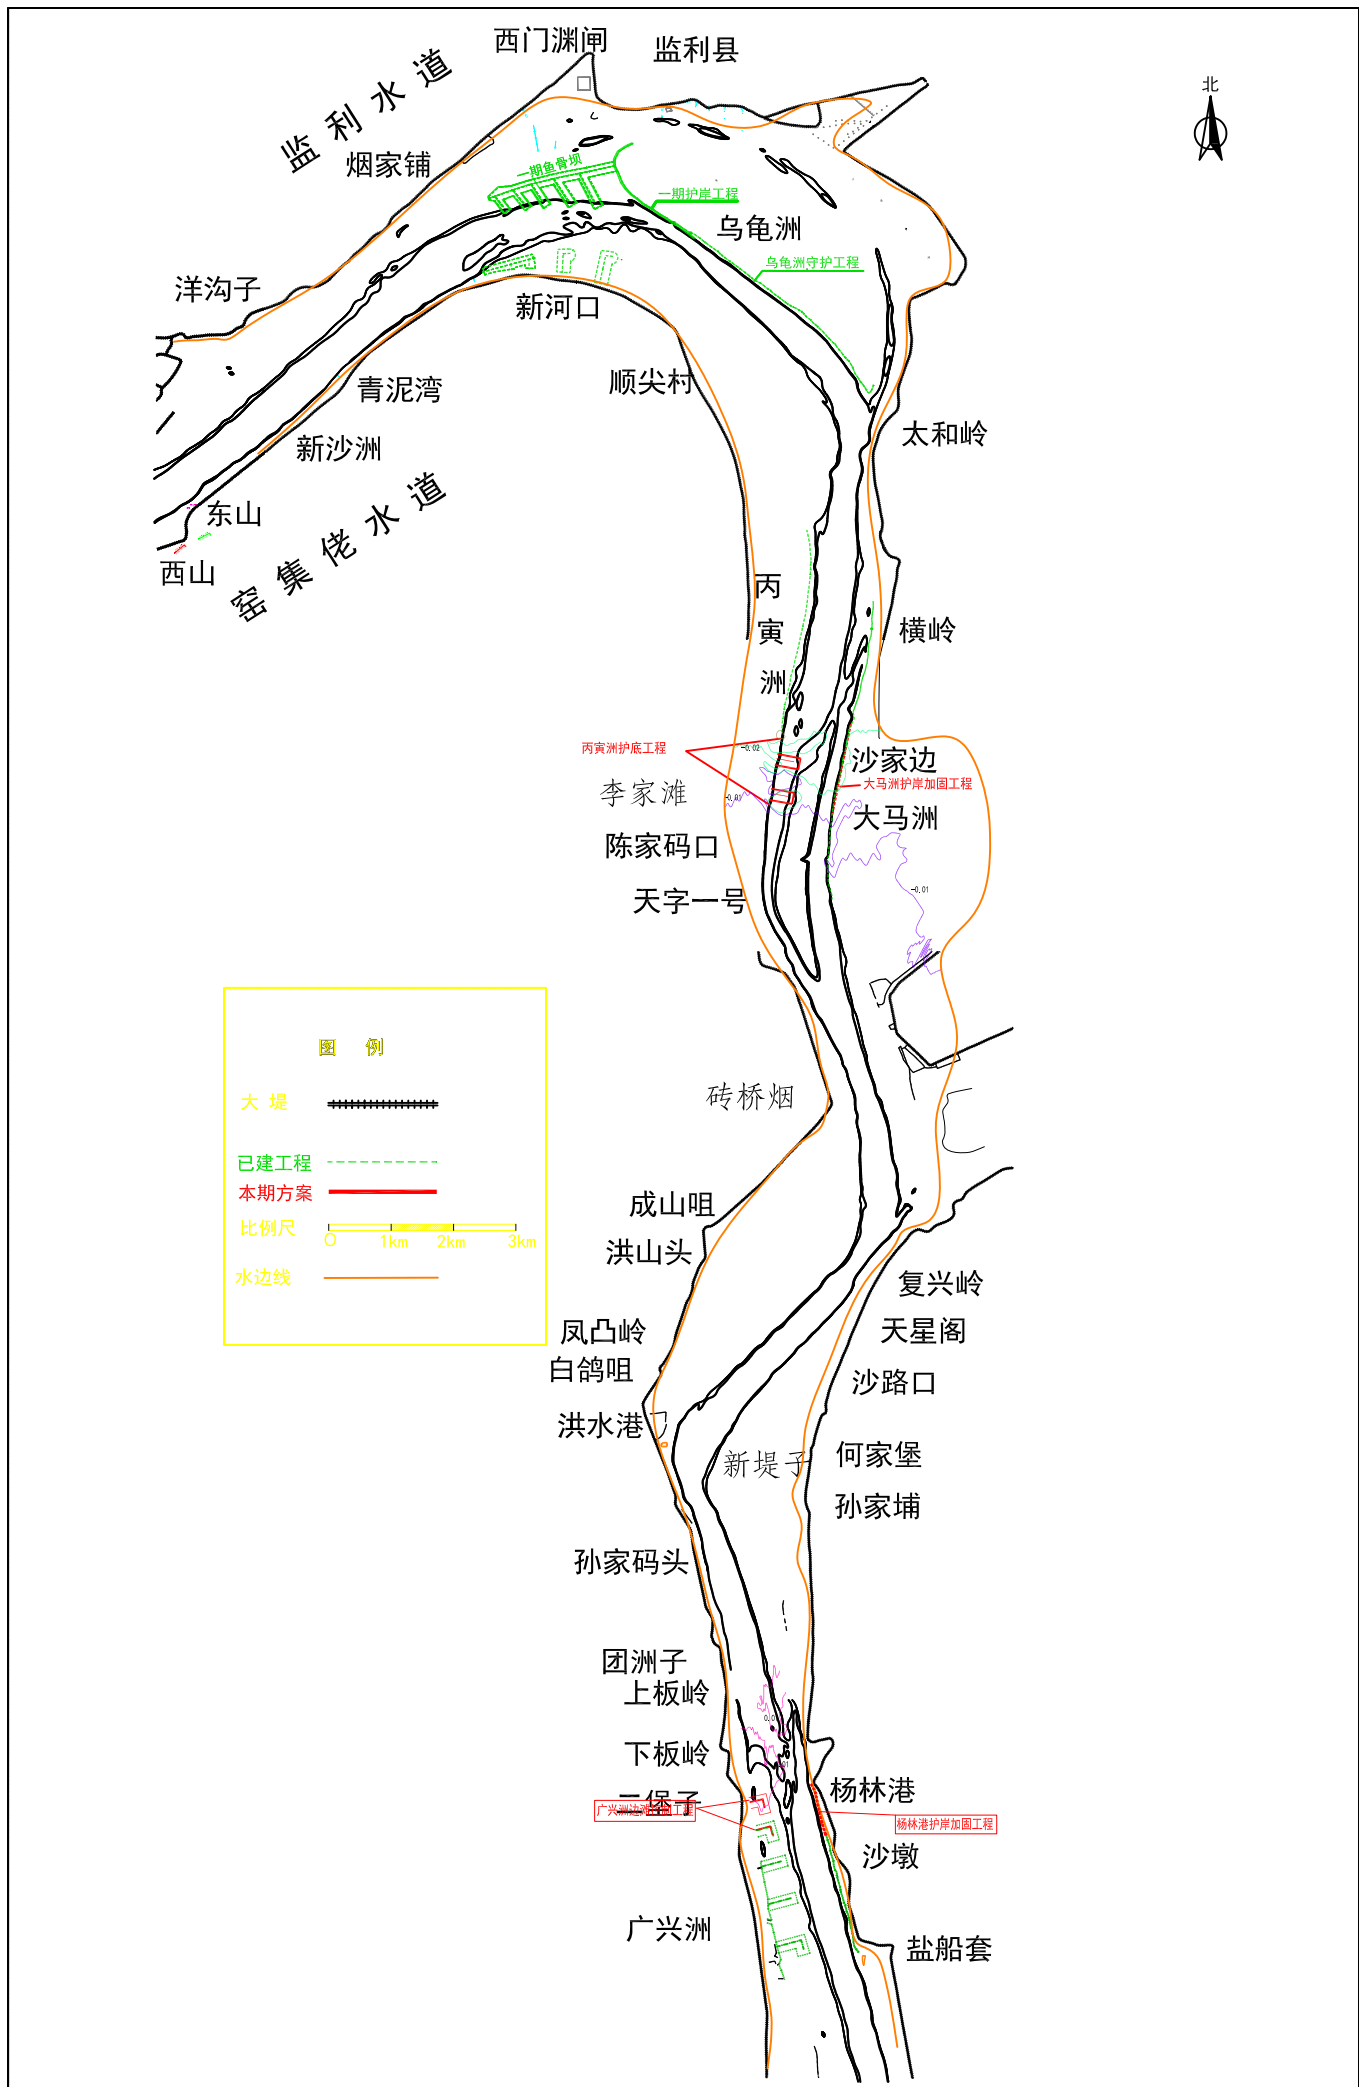 西门渊闸
监利县
北
监利水道
烟家铺
一期鱼骨坝
一期护岸工程
乌龟洲
乌龟洲守护工程
洋沟子
新河口
顺尖村
青泥湾
太和岭
新沙洲
东山
西山
窑集佬水道
丙寅洲
横岭
丙寅洲护底工程
-0.02
沙家边
大马洲护岸加固工程
李家滩
-0.01
大马洲
陈家码口
天字一号
-0.01
图 例
大 堤
已建工程
本期方案
比例尺
0 1km 2km 3km
水边线
砖桥烟
成山咀
洪山头
复兴岭
凤凸岭
天星阁
白鸽咀
沙路口
洪水港
新堤子
何家堡
孙家埔
孙家码头
团洲子
上板岭
下板岭
二堡子
杨林港
杨林港护岸加固工程
沙墩
广兴洲
盐船套